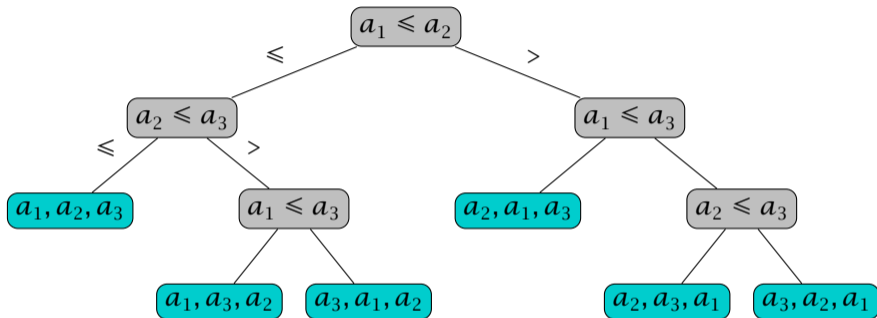 a₁ ⩽ a₂
⩽ >
a₂ ⩽ a₃ a₁ ⩽ a₃
⩽ >
a₁, a₂, a₃ a₁ ⩽ a₃ a₂, a₁, a₃ a₂ ⩽ a₃
a₁, a₃, a₂ a₃, a₁, a₂ a₂, a₃, a₁ a₃, a₂, a₁